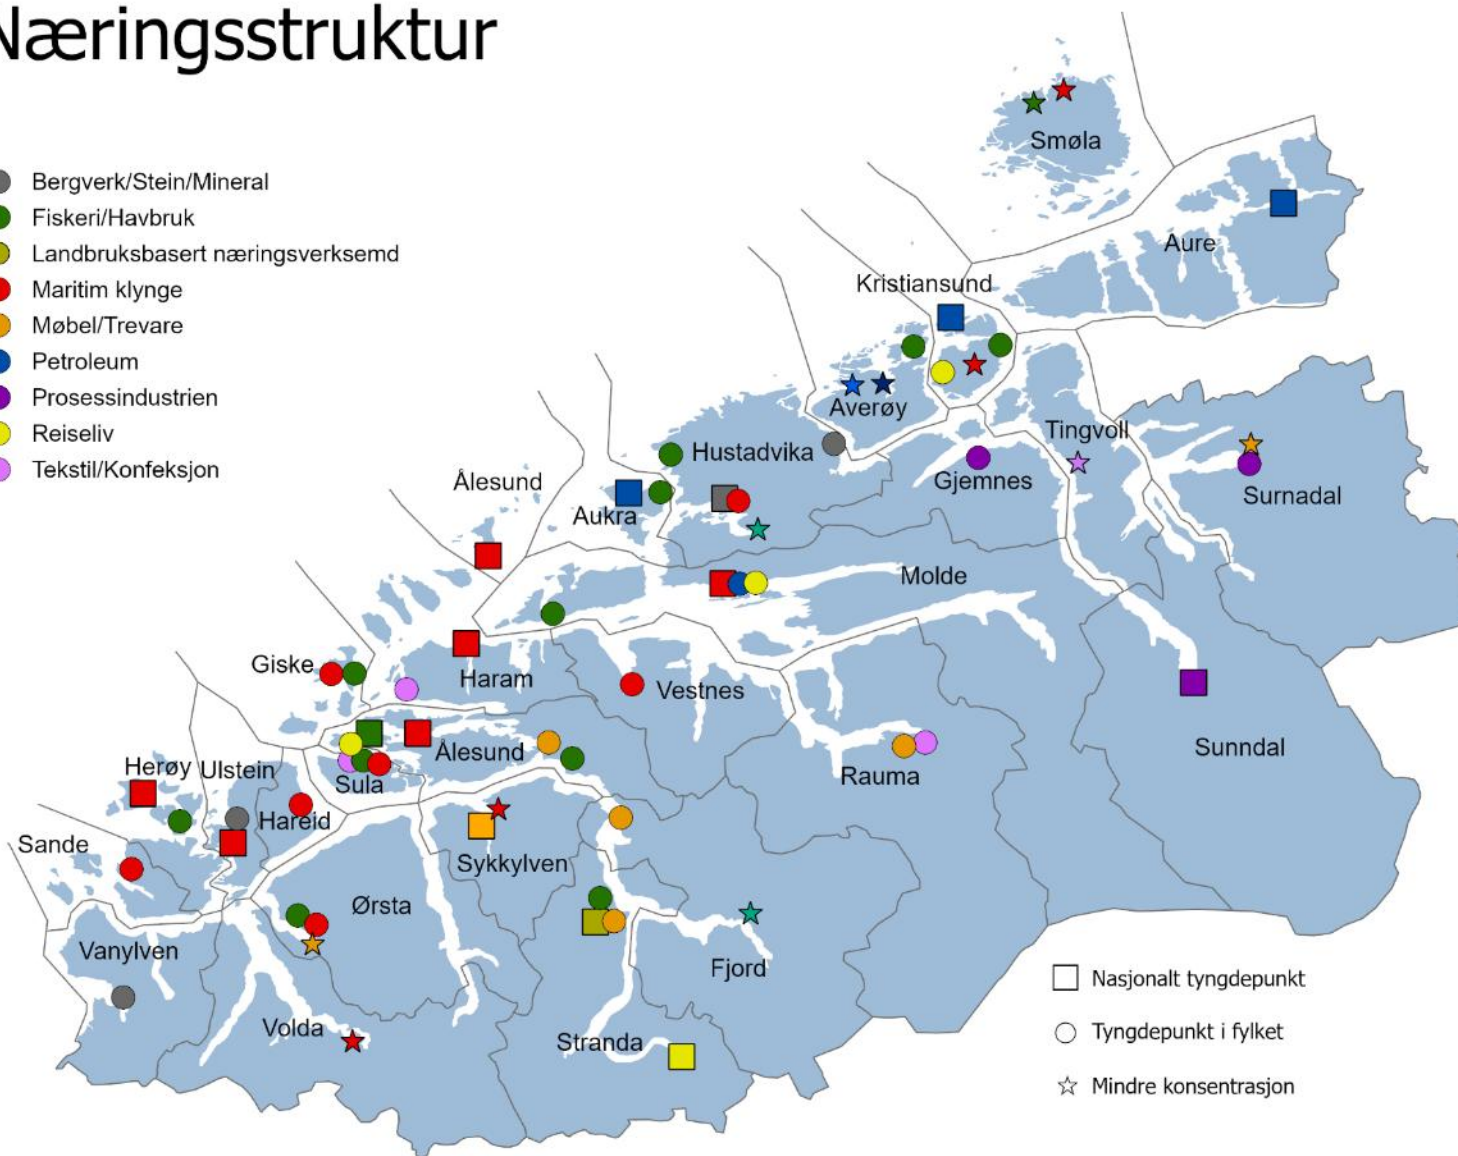 Næringsstruktur
Bergverk/Stein/Mineral
Fiskeri/Havbruk
Landbruksbasert næringsverksemd
Maritim klynge
Møbel/Trevare
Petroleum
Prosessindustrien
Reiseliv
Tekstil/Konfeksjon
Smøla
Aure
Kristiansund
Averøy
Tingvoll
Hustadvika
Gjemnes
Surnadal
Ålesund
Aukra
Molde
Giske
Haram
Vestnes
Ålesund
Sunndal
Rauma
Herøy
Ulstein
Sula
Hareid
Sande
Sykkylven
Ørsta
Vanylven
Fjord
Volda
Stranda
Nasjonalt tyngdepunkt
Tyngdepunkt i fylket
Mindre konsentrasjon